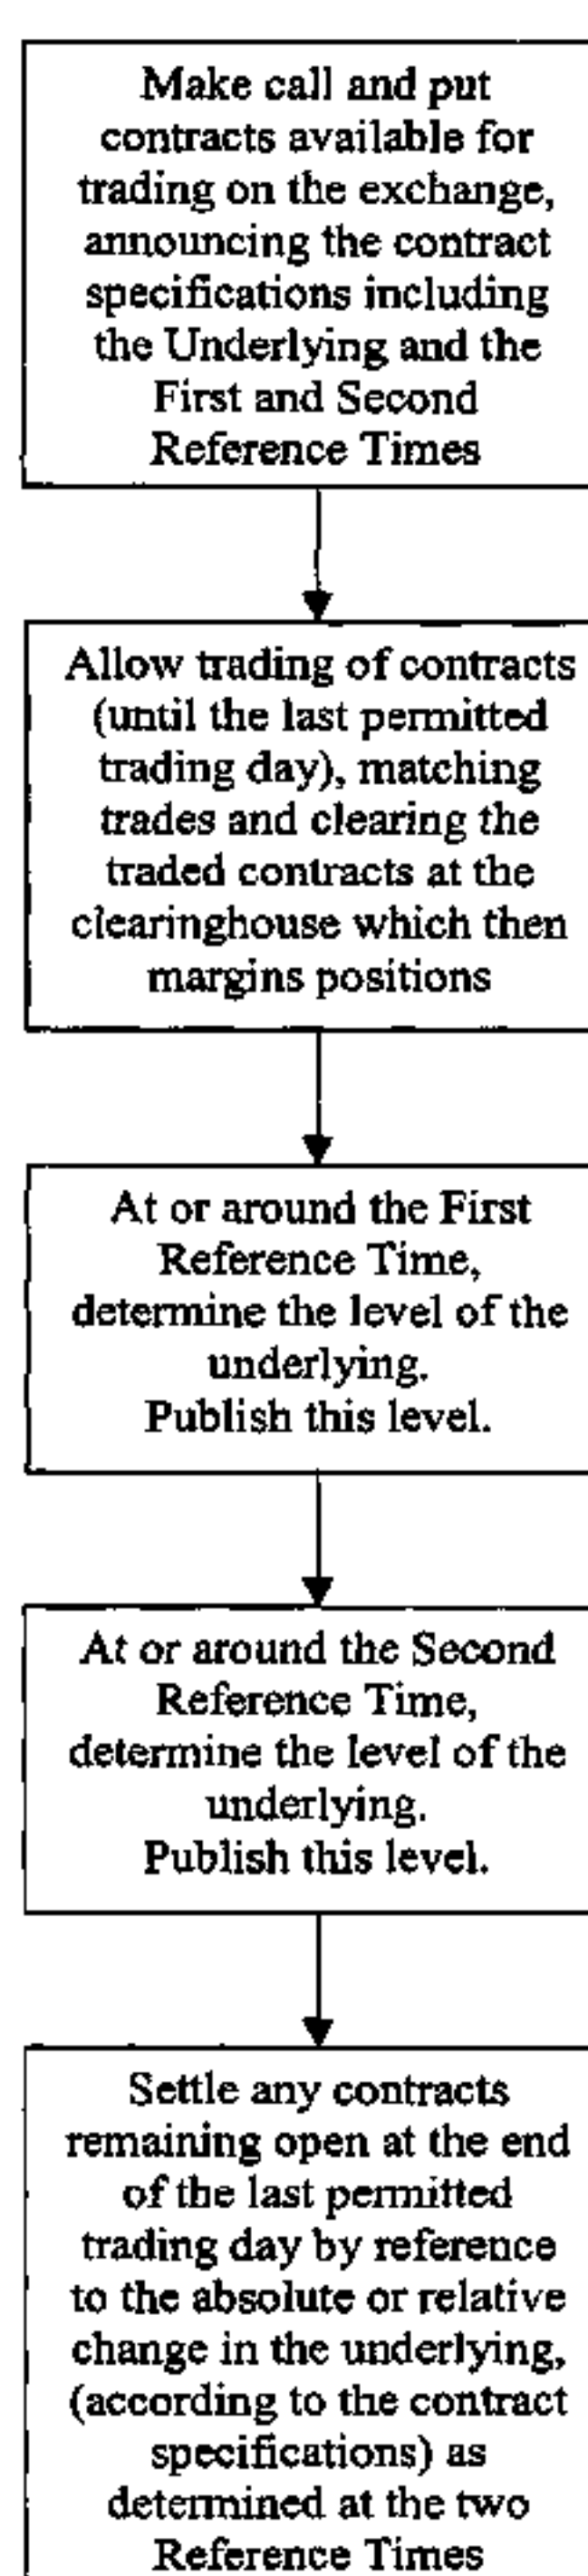 Make call and put
contracts available for
trading on the exchange,
announcing the contract
specifications including
the Underlying and the
First and Second
Reference Times
Allow trading of contracts
(until the last permitted
trading day), matching
trades and clearing the
traded contracts at the
clearinghouse which then
margins positions
At or around the First
Reference Time,
determine the level of the
underlying.
Publish this level.
At or around the Second
Reference Time,
determine the level of the
underlying.
Publish this level.
Settle any contracts
remaining open at the end
of the last permitted
trading day by reference
to the absolute or relative
change in the underlying,
(according to the contract
specifications) as
determined at the two
Reference Times